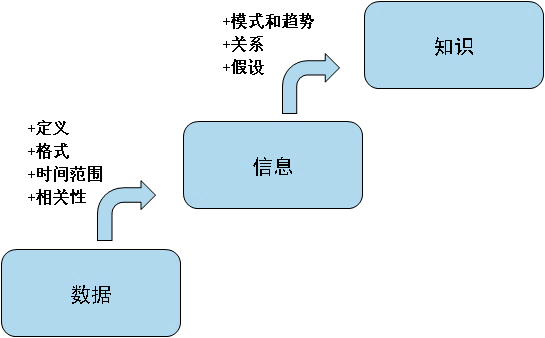 +模式和趋势
+关系
+假设
知识
+定义
+格式
+时间范围
+相关性
信息
数据